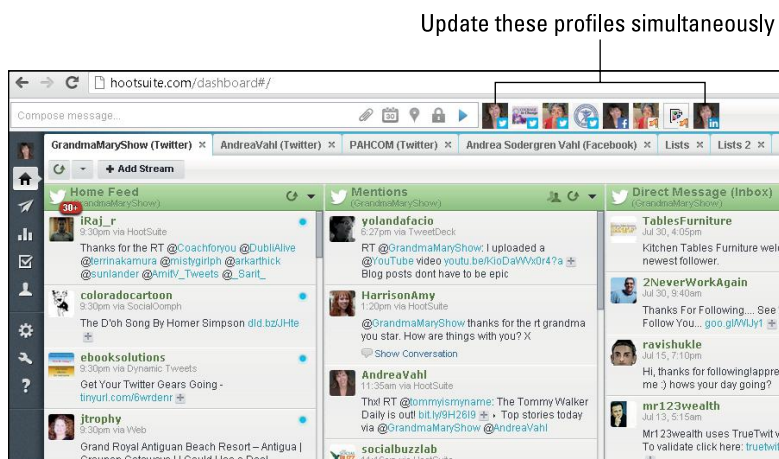 Update these profiles simultaneously
hootsuite.com/dashboard#/
Compose message...
30
GrandmaMaryShow (Twitter) × AndreaVahl (Twitter) × PAHCOM (Twitter) × Andrea Sodergren Vahl (Facebook) × Lists × Lists 2 ×
+ Add Stream
Home Feed
(GrandmaMaryShow)
30+
iRaj_r
9:30pm via HootSuite
Thanks for the RT @Coachforyou @DubliAlive
@terrinakamura @mistygirlph @arkarthick
@sunlander @AmitV_Tweets @_Sarit_
coloradocartoon
9:30pm via SocialOomph
The D'oh Song By Homer Simpson dld.bz/JHte
ebooksolutions
9:30pm via Dynamic Tweets
Get Your Twitter Gears Going -
tinyurl.com/6wrdenr
jtrophy
9:30pm via Web
Grand Royal Antiguan Beach Resort – Antigua |
Mentions
(GrandmaMaryShow)
yolandafacio
6:27pm via TweetDeck
RT @GrandmaMaryShow: I uploaded a
@YouTube video youtu.be/KioDaWVx0r4?a
Blog posts dont have to be epic
HarrisonAmy
1:20pm via HootSuite
@GrandmaMaryShow thanks for the rt grandma
you star. How are things with you? X
Show Conversation
AndreaVahl
11:35am via HootSuite
Thx! RT @tommyismyname: The Tommy Walker
Daily is out! bit.ly/9H26I9 ▸ Top stories today
via @GrandmaMaryShow @AndreaVahl
socialbuzzlab
Direct Message (Inbox)
(GrandmaMaryShow)
TablesFurniture
Jul 30, 4:05pm
Kitchen Tables Furniture wel
newest follower.
2NeverWorkAgain
Jul 30, 9:40am
Thanks For Following.... See
Follow You... goo.gl/WlJy1
ravishukle
Jul 15, 7:10pm
Hi, thanks for following!appre
me :) hows your day going?
mr123wealth
Jul 13, 5:15am
Mr123wealth uses TrueTwit v
To validate click here: truetwit